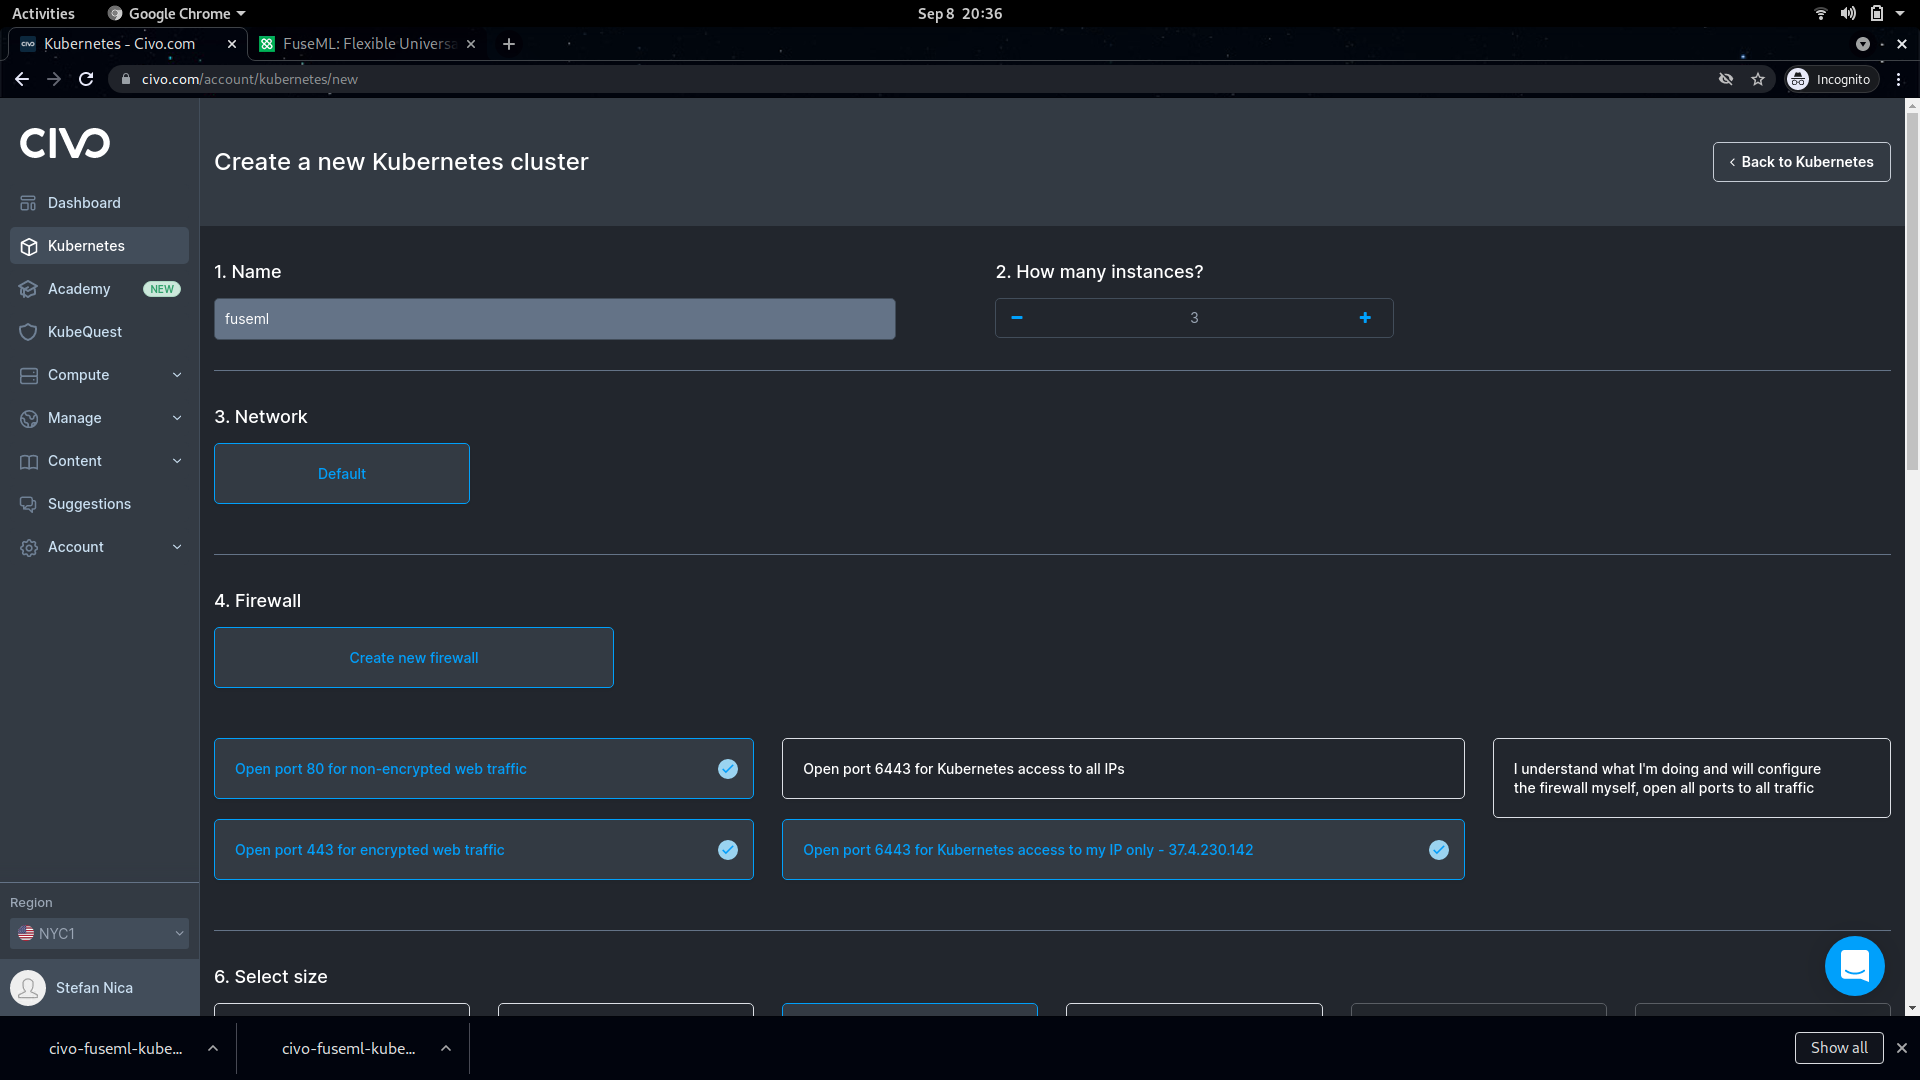 Activities
Google Chrome
Sep 8 20:36
Kubernetes - Civo.com
FuseML: Flexible Universa
civo.com/account/kubernetes/new
Incognito
CIVO
Dashboard
Kubernetes
Academy
NEW
KubeQuest
Compute
Manage
Content
Suggestions
Account
Region
NYC1
Stefan Nica
Create a new Kubernetes cluster
‹ Back to Kubernetes
1. Name
fuseml
2. How many instances?
3
3. Network
Default
4. Firewall
Create new firewall
Open port 80 for non-encrypted web traffic
Open port 6443 for Kubernetes access to all IPs
I understand what I'm doing and will configure
the firewall myself, open all ports to all traffic
Open port 443 for encrypted web traffic
Open port 6443 for Kubernetes access to my IP only - 37.4.230.142
6. Select size
civo-fuseml-kube...
civo-fuseml-kube...
Show all